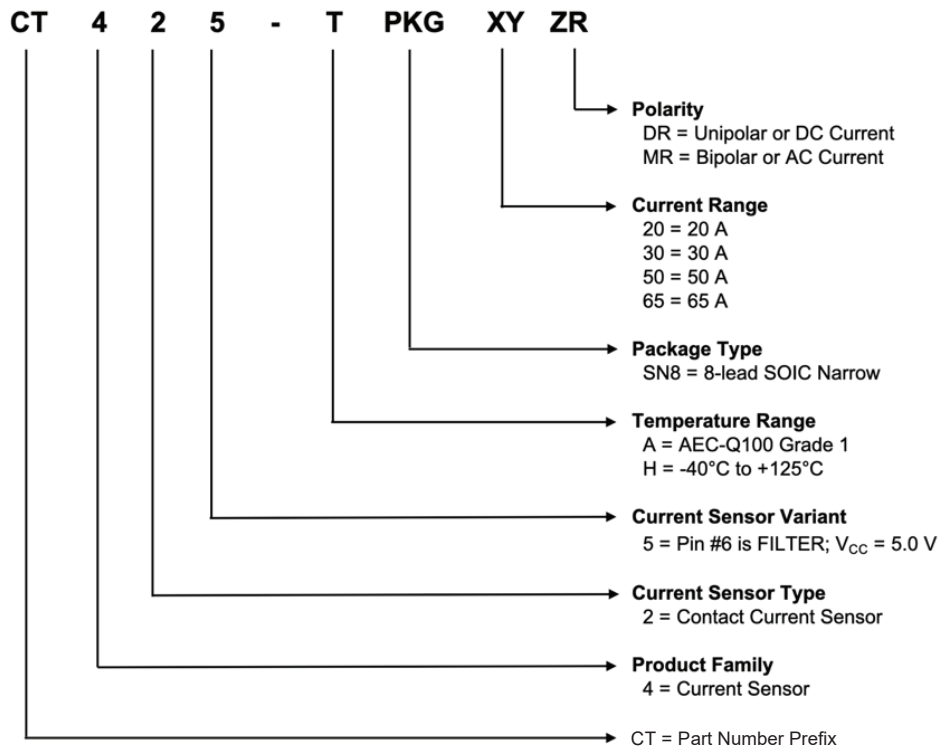 CT 4 2 5 - T PKG XY ZR
Polarity
DR = Unipolar or DC Current
MR = Bipolar or AC Current
Current Range
20 = 20 A
30 = 30 A
50 = 50 A
65 = 65 A
Package Type
SN8 = 8-lead SOIC Narrow
Temperature Range
A = AEC-Q100 Grade 1
H = -40°C to +125°C
Current Sensor Variant
5 = Pin #6 is FILTER; VCC = 5.0 V
Current Sensor Type
2 = Contact Current Sensor
Product Family
4 = Current Sensor
CT = Part Number Prefix